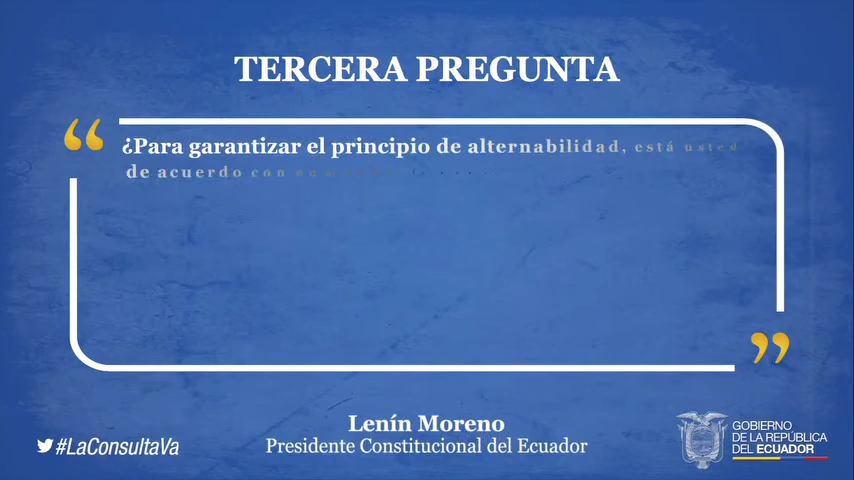 TERCERA PREGUNTA
“
¿Para garantizar el principio de alternabilidad, está usted
de acuerdo con
”
Lenín Moreno
Presidente Constitucional del Ecuador
#LaConsultaVa
GOBIERNO
DE LA REPÚBLICA
DEL ECUADOR